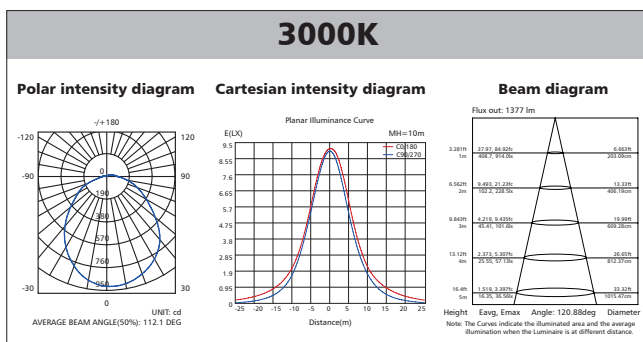 3000K
Polar intensity diagram
Cartesian intensity diagram
Beam diagram
-/+180
-120
120
-90
90
0
190
380
570
760
950
-30
30
0
UNIT: cd
AVERAGE BEAM ANGLE(50%): 112.1 DEG
Planar Illuminance Curve
E(LX)
MH=10m
C0/180
C90/270
9.5
8.55
7.6
6.65
5.7
4.75
3.8
2.85
1.9
0.95
0
-25
-20
-15
-10
-5
0
5
10
15
20
25
Distance(m)
Flux out: 1377 lm
3.281ft 37.97, 84.92fc 6.662ft
1m 408.7, 914.0lx 203.09cm
6.562ft 9.493, 21.23fc 13.33ft
2m 102.2, 228.5lx 406.19cm
9.843ft 4.219, 9.435fc 19.99ft
3m 45.41, 101.6lx 609.28cm
13.12ft 2.373, 5.307fc 26.65ft
4m 25.55, 57.13lx 812.37cm
16.4ft 1.519, 3.397fc 33.32ft
5m 16.35, 36.56lx 1015.47cm
Height Eavg, Emax Angle: 120.88deg Diameter
Note: The Curves indicate the illuminated area and the average
illumination when the Luminaire is at different distance.